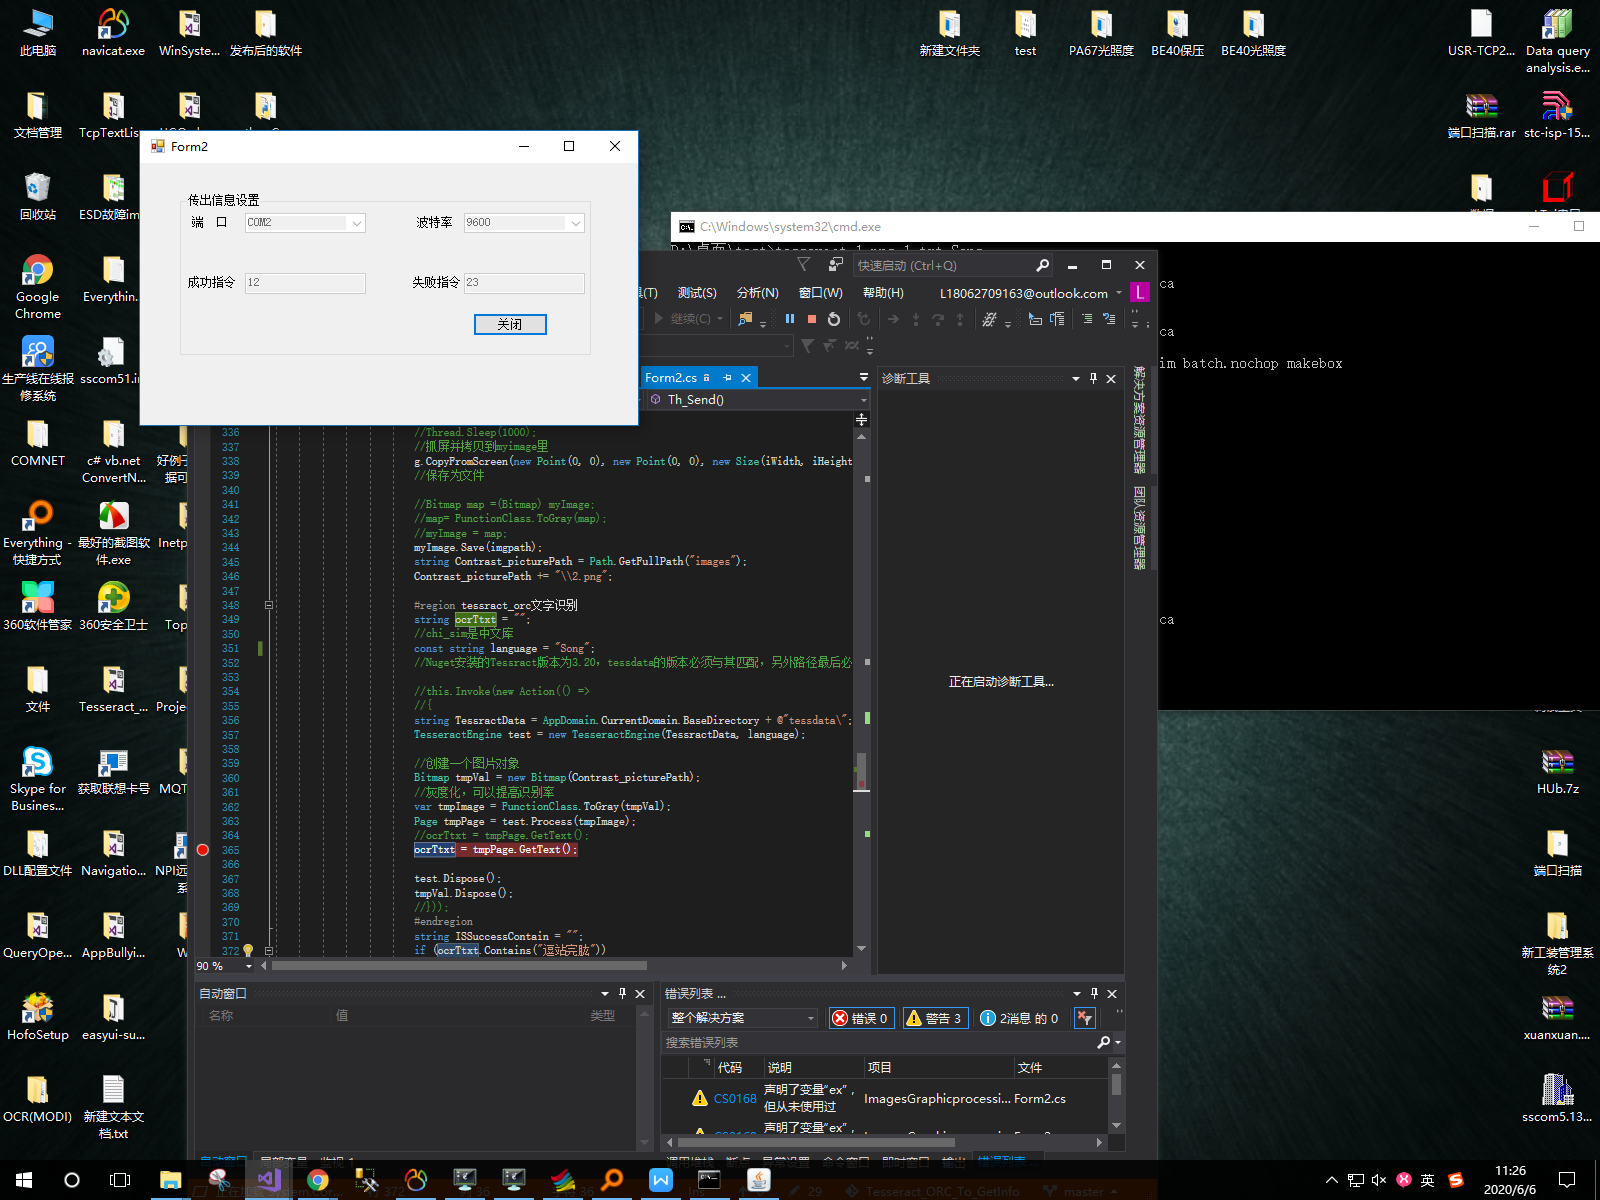 此电脑
navicat.exe
WinSyste...
发布后的软件
新建文件夹
test
PA67光照度
BE40保压
BE40光照度
USR-TCP2...
Data query
analysis.e...
文档管理
TcpTextLis
端口扫描.rar
stc-isp-15...
回收站
ESD故障im
Google
Chrome
Everythin...
生产线在线报
修系统
sscom51.in
COMNET
c# vb.net
ConvertN...
好例子
据可
Everything -
快捷方式
最好的截图软
件.exe
Inetp
360软件管家
360安全卫士
Top
文件
Tesseract_...
Projec
Skype for
Busines...
获取联想卡号
MQT
DLL配置文件
Navigatio...
NPI远
系
QueryOpe...
AppBullyi...
W
HofoSetup
easyui-su...
OCR(MODI)
新建文本文
档.txt
HUb.7z
端口扫描
新工装管理系
统2
xuanxuan....
sscom5.13...
Form2
传出信息设置
端 口
COM2
波特率
9600
成功指令
12
失败指令
23
关闭
C:\Windows\system32\cmd.exe
ca
ca
im batch.nochop makebox
ca
快速启动 (Ctrl+Q)
(T) 测试(S) 分析(N) 窗口(W) 帮助(H) L18062709163@outlook.com L
继续(C)
Form2.cs
Th_Send()
336 //Thread.Sleep(1000);
337 //抓屏并拷贝到myimage里
338 g.CopyFromScreen(new Point(0, 0), new Point(0, 0), new Size(iWidth, iHeight
339 //保存为文件
340
341 //Bitmap map =(Bitmap) myImage;
342 //map= FunctionClass.ToGray(map);
343 //myImage = map;
344 myImage.Save(imgpath);
345 string Contrast_picturePath = Path.GetFullPath("images");
346 Contrast_picturePath += "\\2.png";
347
348 #region tessract_orc文字识别
349 string ocrTtxt = "";
350 //chi_sim是中文库
351 const string language = "Song";
352 //Nuget安装的Tessract版本为3.20，tessdata的版本必须与其匹配，另外路径最后必
353
354 //this.Invoke(new Action(() =>
355 //{
356 string TessractData = AppDomain.CurrentDomain.BaseDirectory + @"tessdata\";
357 TesseractEngine test = new TesseractEngine(TessractData, language);
358
359 //创建一个图片对象
360 Bitmap tmpVal = new Bitmap(Contrast_picturePath);
361 //灰度化，可以提高识别率
362 var tmpImage = FunctionClass.ToGray(tmpVal);
363 Page tmpPage = test.Process(tmpImage);
364 //ocrTtxt = tmpPage.GetText();
365 ocrTtxt = tmpPage.GetText();
366
367 test.Dispose();
368 tmpVal.Dispose();
369 //}));
370 #endregion
371 string ISSuccessContain = "";
372 if (ocrTtxt.Contains("逗站完肱"))
90 %
诊断工具
正在启动诊断工具...
解决方案资源管理器
团队资源管理器
自动窗口
名称
值
类型
错误列表 ...
整个解决方案
错误 0
警告 3
2消息 的 0
搜索错误列表
代码
说明
项目
文件
CS0168
声明了变量“ex”，
但从未使用过
ImagesGraphicprocessi...
Form2.cs
声明了变量“ex”，
英
11:26
2020/6/6